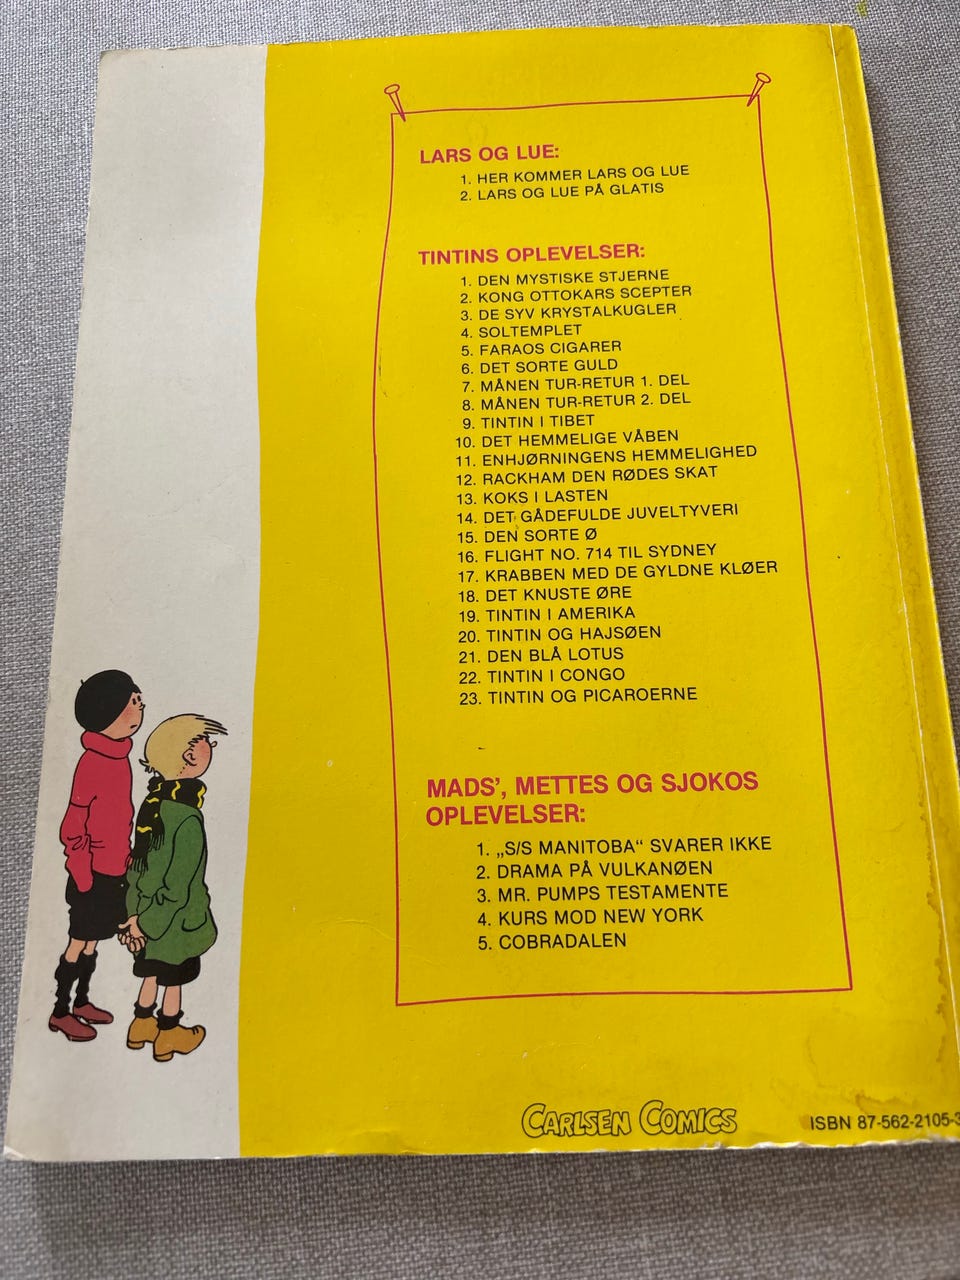 LARS OG LUE:
1. HER KOMMER LARS OG LUE
2. LARS OG LUE PÅ GLATIS
TINTINS OPLEVELSER:
1. DEN MYSTISKE STJERNE
2. KONG OTTOKARS SCEPTER
3. DE SYV KRYSTALKUGLER
4. SOLTEMPLET
5. FARAOS CIGARER
6. DET SORTE GULD
7. MÅNEN TUR-RETUR 1. DEL
8. MÅNEN TUR-RETUR 2. DEL
9. TINTIN I TIBET
10. DET HEMMELIGE VÅBEN
11. ENHJØRNINGENS HEMMELIGHED
12. RACKHAM DEN RØDES SKAT
13. KOKS I LASTEN
14. DET GÅDEFULDE JUVELTYVERI
15. DEN SORTE Ø
16. FLIGHT NO. 714 TIL SYDNEY
17. KRABBEN MED DE GYLDNE KLØER
18. DET KNUSTE ØRE
19. TINTIN I AMERIKA
20. TINTIN OG HAJSØEN
21. DEN BLÅ LOTUS
22. TINTIN I CONGO
23. TINTIN OG PICAROERNE
MADS', METTES OG SJOKOS
OPLEVELSER:
1. „S/S MANITOBA“ SVARER IKKE
2. DRAMA PÅ VULKANØEN
3. MR. PUMPS TESTAMENTE
4. KURS MOD NEW YORK
5. COBRADALEN
CARLSEN COMICS
ISBN 87-562-2105-3